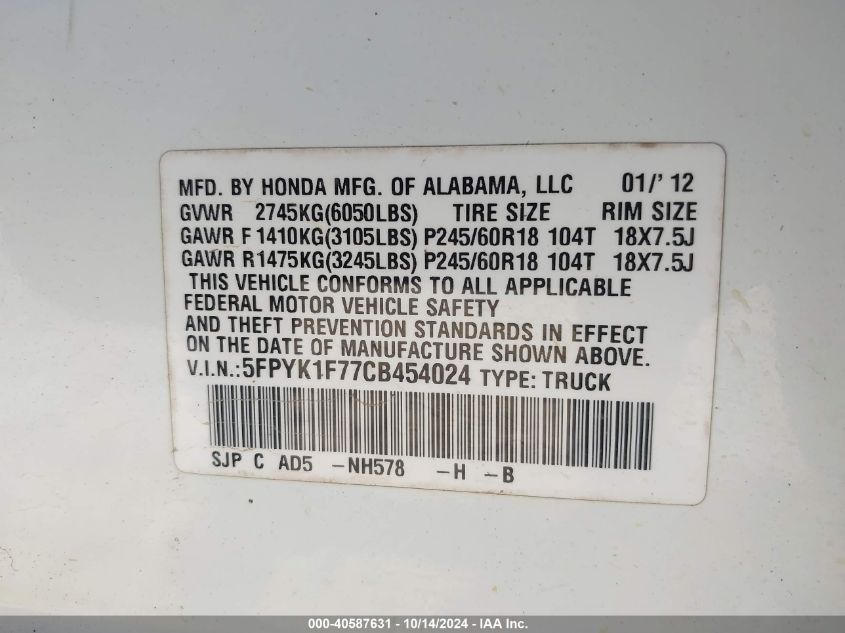 MFD. BY HONDA MFG. OF ALABAMA, LLC 01/'12
GVWR 2745KG(6050LBS) TIRE SIZE RIM SIZE
GAWR F 1410KG(3105LBS) P245/60R18 104T 18X7.5J
GAWR R1475KG(3245LBS) P245/60R18 104T 18X7.5J
THIS VEHICLE CONFORMS TO ALL APPLICABLE
FEDERAL MOTOR VEHICLE SAFETY
AND THEFT PREVENTION STANDARDS IN EFFECT
ON THE DATE OF MANUFACTURE SHOWN ABOVE.
V.I.N.:5FPYK1F77CB454024 TYPE: TRUCK
SJP C AD5 -NH578 -H -B
000-40587631 - 10/14/2024 - IAA Inc.